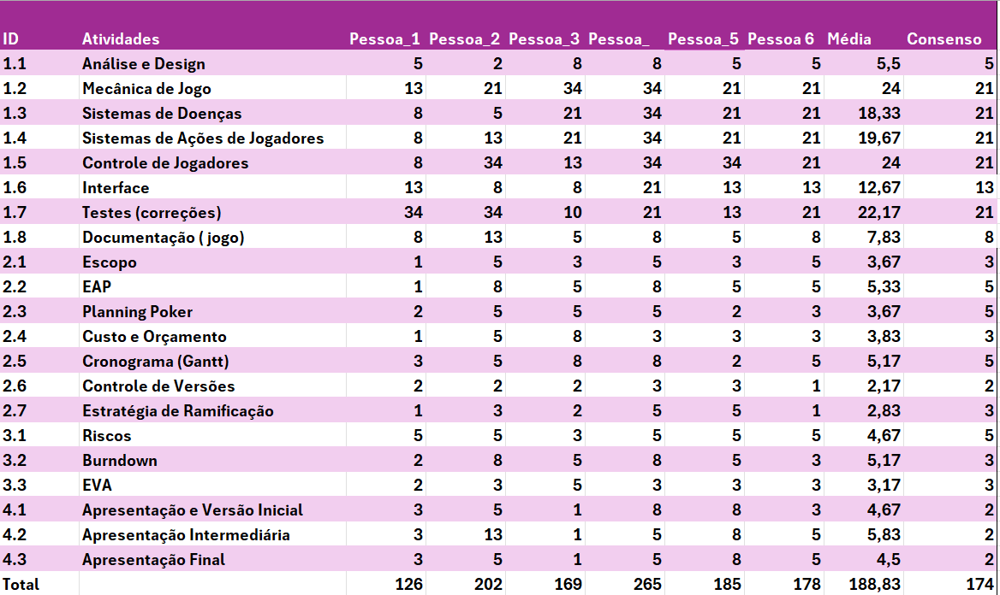 ID Atividades Pessoa_1 Pessoa_2 Pessoa_3 Pessoa_ Pessoa_5 Pessoa 6 Média Consenso
1.1 Análise e Design 5 2 8 8 5 5 5,5 5
1.2 Mecânica de Jogo 13 21 34 34 21 21 24 21
1.3 Sistemas de Doenças 8 5 21 34 21 21 18,33 21
1.4 Sistemas de Ações de Jogadores 8 13 21 34 21 21 19,67 21
1.5 Controle de Jogadores 8 34 13 34 34 21 24 21
1.6 Interface 13 8 8 21 13 13 12,67 13
1.7 Testes (correções) 34 34 10 21 13 21 22,17 21
1.8 Documentação ( jogo) 8 13 5 8 5 8 7,83 8
2.1 Escopo 1 5 3 5 3 5 3,67 3
2.2 EAP 1 8 5 8 5 5 5,33 5
2.3 Planning Poker 2 5 5 5 2 3 3,67 5
2.4 Custo e Orçamento 1 5 8 3 3 3 3,83 3
2.5 Cronograma (Gantt) 3 5 8 8 2 5 5,17 5
2.6 Controle de Versões 2 2 2 3 3 1 2,17 2
2.7 Estratégia de Ramificação 1 3 2 5 5 1 2,83 3
3.1 Riscos 5 5 3 5 5 5 4,67 5
3.2 Burndown 2 8 5 8 5 3 5,17 3
3.3 EVA 2 3 5 3 3 3 3,17 3
4.1 Apresentação e Versão Inicial 3 5 1 8 8 3 4,67 2
4.2 Apresentação Intermediária 3 13 1 5 8 5 5,83 2
4.3 Apresentação Final 3 5 1 5 8 5 4,5 2
Total 126 202 169 265 185 178 188,83 174